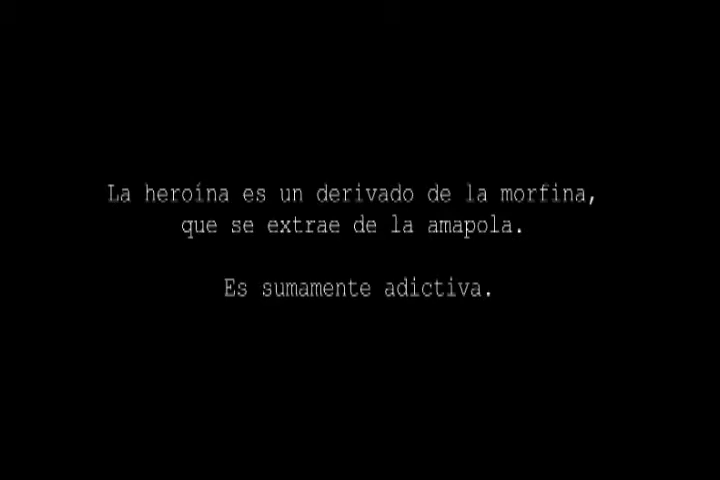 La heroína es un derivado de la morfina,
que se extrae de la amapola.
Es sumamente adictiva.